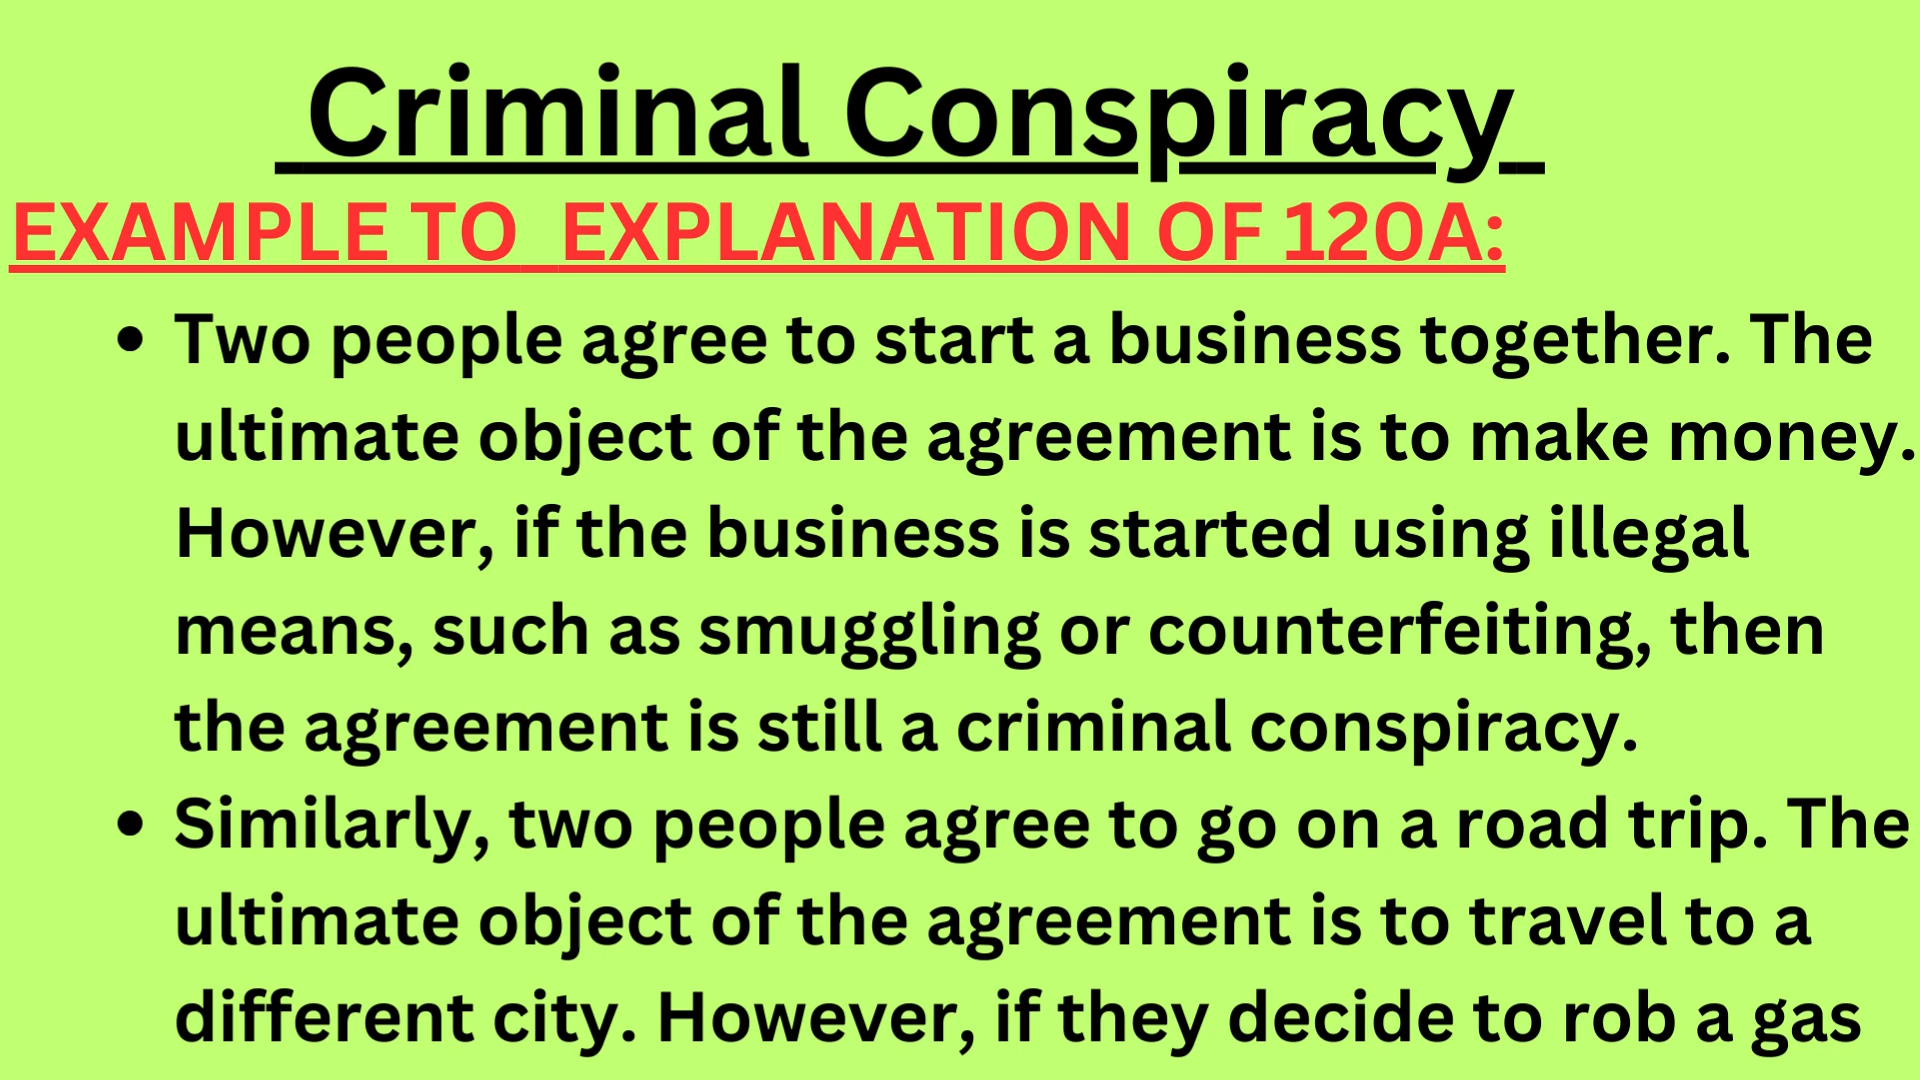 Criminal Conspiracy
EXAMPLE TO EXPLANATION OF 120A:
• Two people agree to start a business together. The
ultimate object of the agreement is to make money.
However, if the business is started using illegal
means, such as smuggling or counterfeiting, then
the agreement is still a criminal conspiracy.
• Similarly, two people agree to go on a road trip. The
ultimate object of the agreement is to travel to a
different city. However, if they decide to rob a gas